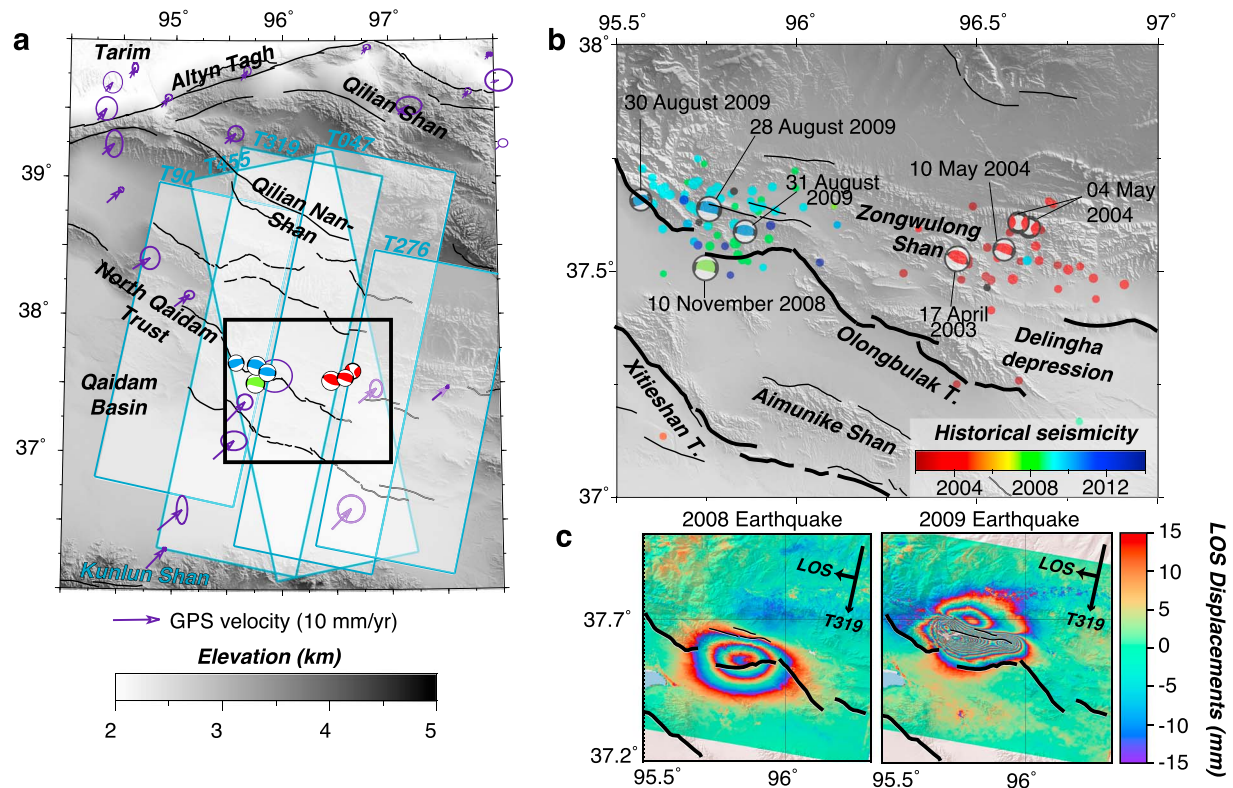 a
95°
96°
97°
Tarim
Altyn Tagh
Qilian Shan
39°
T90
T455
T319
T047
Qilian Nan-
Shan
T276
38°
North Qaidam
Trust
Qaidam
Basin
37°
Kunlun Shan
GPS velocity (10 mm/yr)
Elevation (km)
2
3
4
5
b
95.5°
96°
96.5°
97°
38°
30 August 2009
28 August 2009
31 August
2009
10 May 2004
04 May
2004
Zongwulong
Shan
37.5°
10 November 2008
17 April
2003
Delingha
depression
Olongbulak T.
Xitieshan T.
Aimunike Shan
Historical seismicity
2004
2008
2012
37°
c
2008 Earthquake
2009 Earthquake
LOS
T319
LOS
T319
37.7°
37.2°
95.5°
96°
95.5°
96°
15
10
5
0
-5
-10
-15
LOS Displacements (mm)